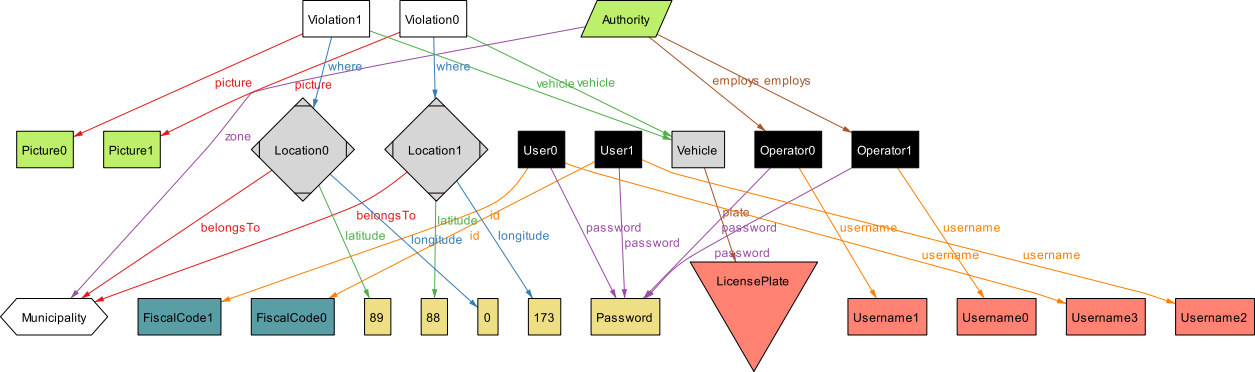 Violation1
Violation0
Authority
where
where
picture
picture
vehicle
vehicle
employs
employs
zone
Picture0
Picture1
Location0
Location1
User0
User1
Vehicle
Operator0
Operator1
belongsTo
belongsTo
latitude
latitude
longitude
longitude
id
id
password
password
plate
password
password
username
username
username
username
Municipality
FiscalCode1
FiscalCode0
89
88
0
173
Password
LicensePlate
Username1
Username0
Username3
Username2